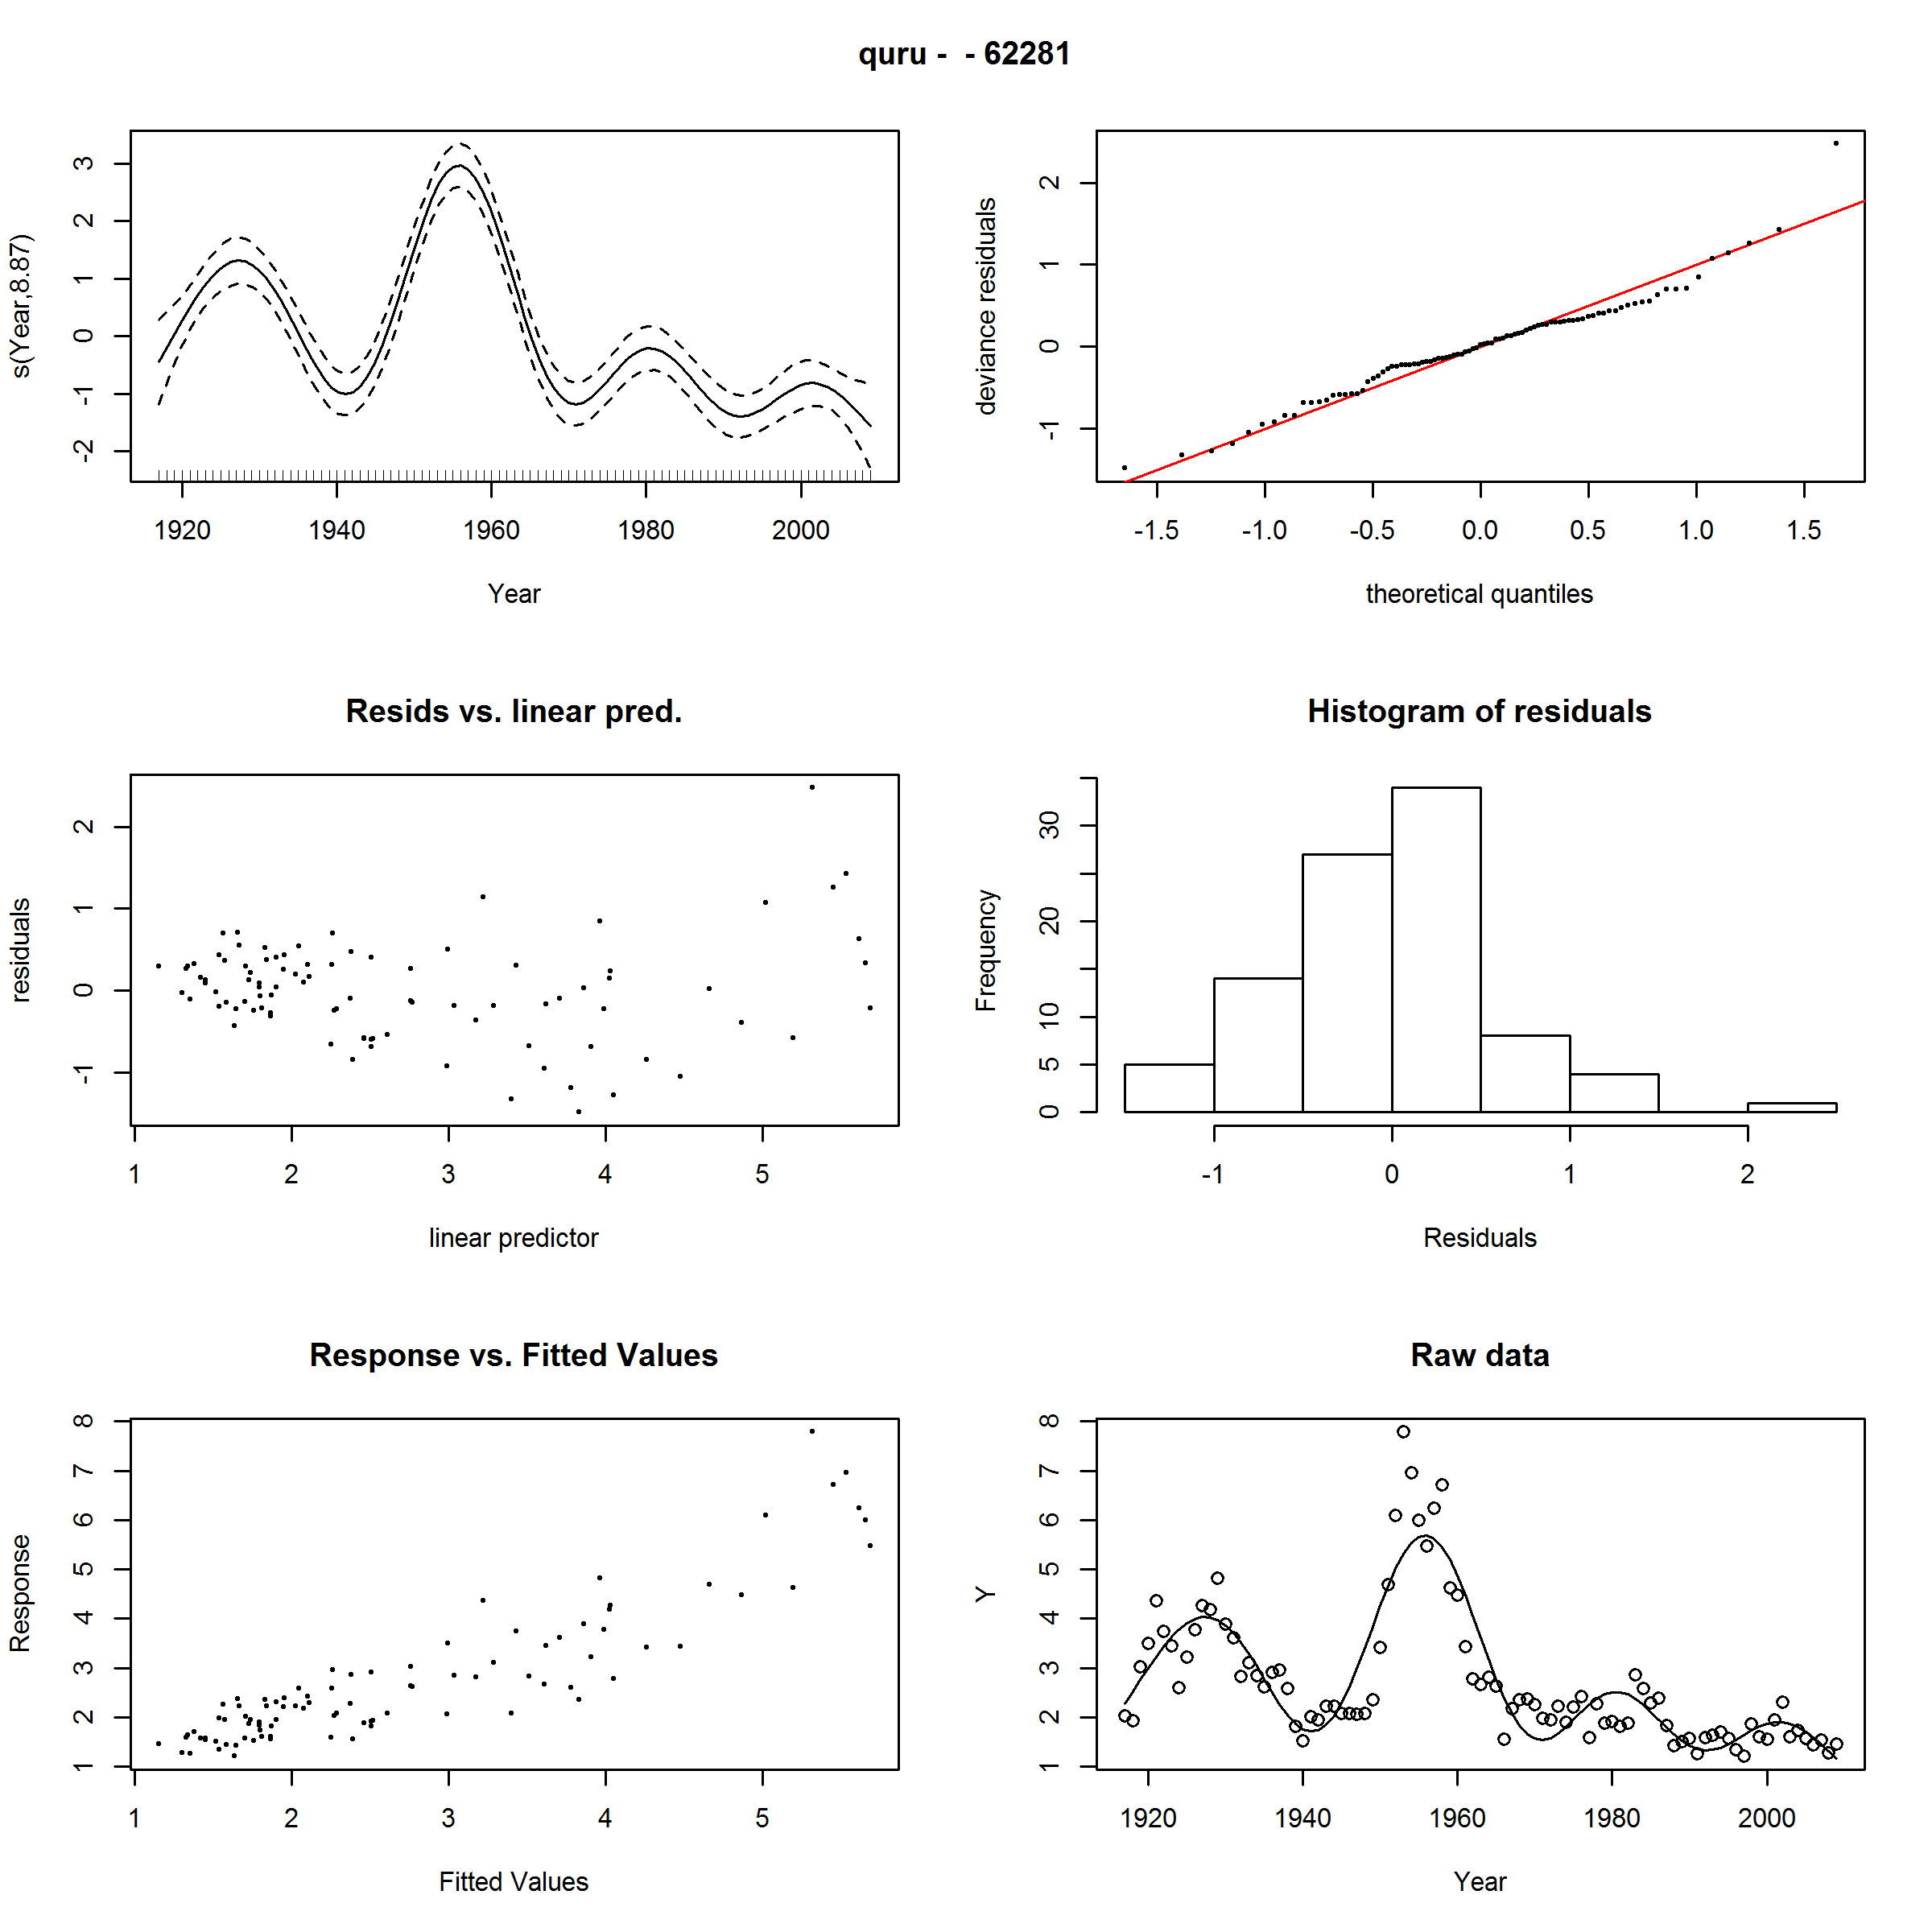 quru -  - 62281
s(Year,8.87)
3
2
1
0
-1
-2
1920 1940 1960 1980 2000
Year
deviance residuals
2
1
0
-1
-1.5 -1.0 -0.5 0.0 0.5 1.0 1.5
theoretical quantiles
Resids vs. linear pred.
residuals
2
1
0
-1
1 2 3 4 5
linear predictor
Histogram of residuals
Frequency
30
20
10
5
0
-1 0 1 2
Residuals
Response vs. Fitted Values
Response
8
7
6
5
4
3
2
1
1 2 3 4 5
Fitted Values
Raw data
Y
8
7
6
5
4
3
2
1
1920 1940 1960 1980 2000
Year